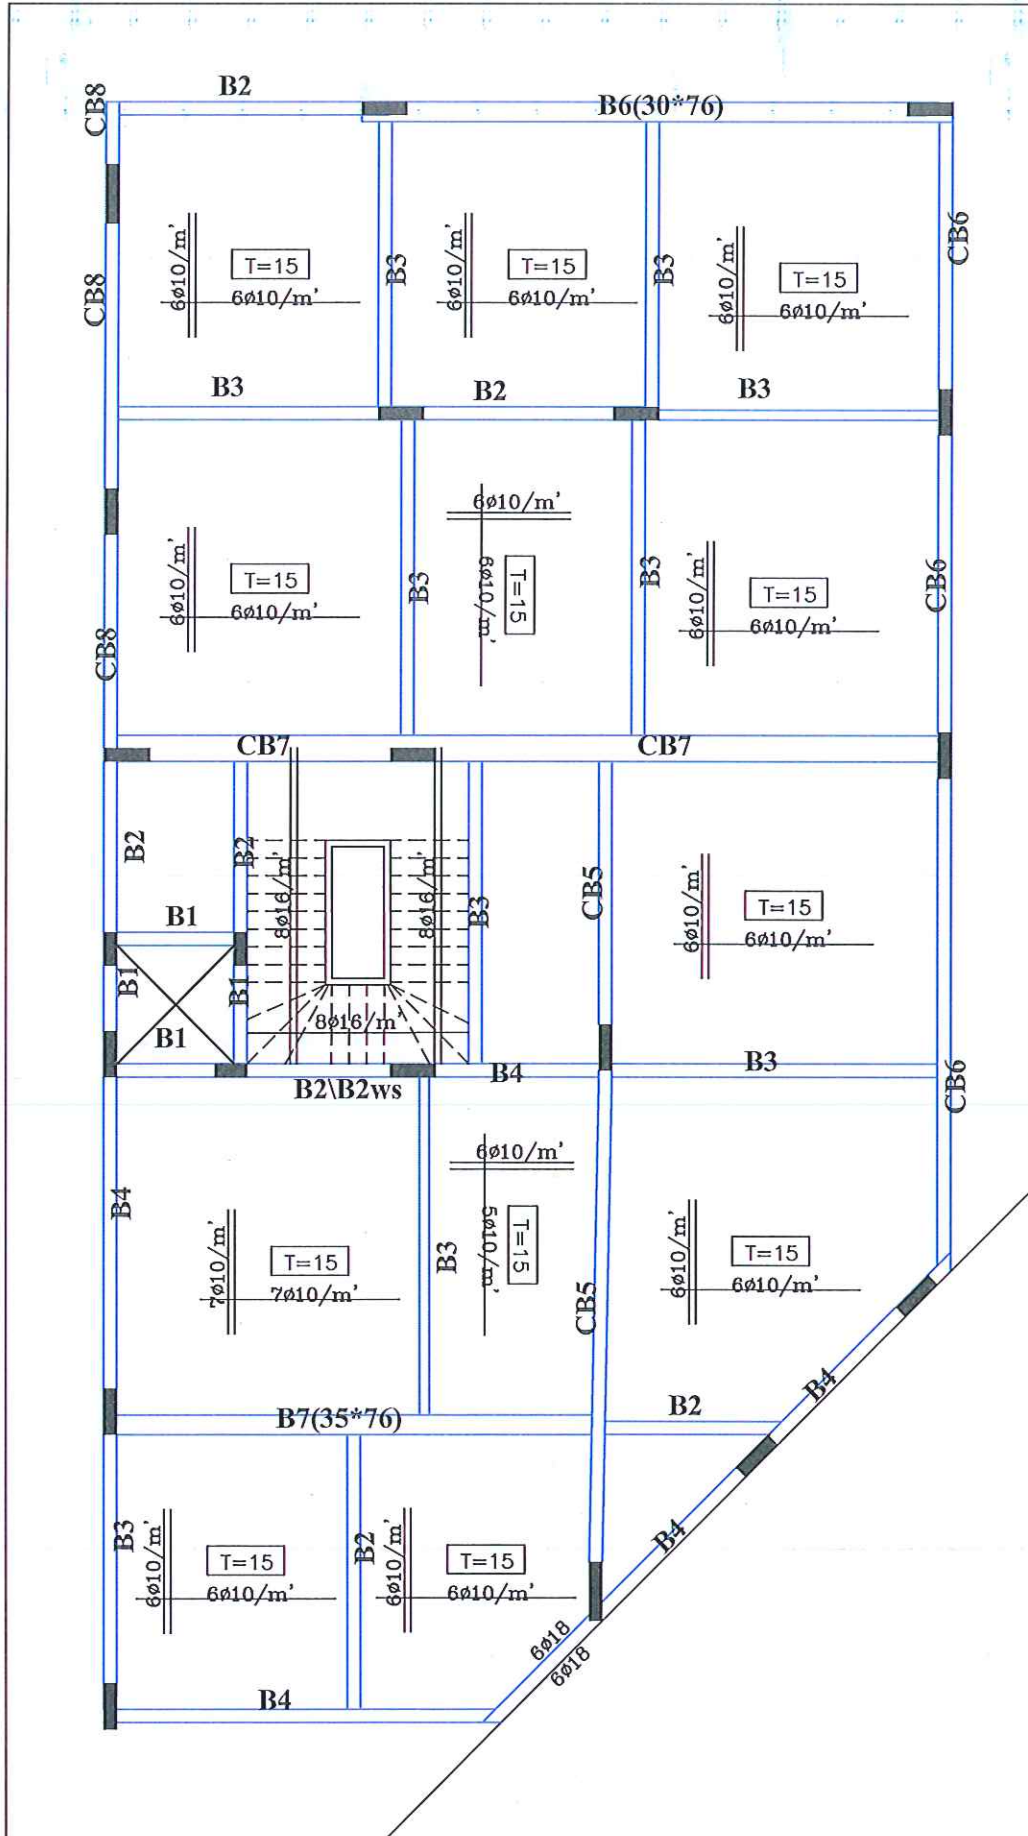 B2
CB8
B6(30*76)
6ø10/m'
T=15
6ø10/m'
B3
6ø10/m'
T=15
6ø10/m'
B3
6ø10/m'
T=15
6ø10/m'
CB6
CB8
B3
B2
B3
6ø10/m'
T=15
6ø10/m'
B3
6ø10/m'
6ø10/m'
T=15
B3
6ø10/m'
T=15
6ø10/m'
CB6
CB8
CB7
CB7
B2
B2
8ø16/m'
8ø16/m'
B3
CB5
6ø10/m'
T=15
6ø10/m'
B1
B1
B1
B1
8ø16/m'
B2\B2ws
B4
B3
CB6
B4
7ø10/m'
T=15
7ø10/m'
B3
6ø10/m'
5ø10/m'
T=15
CB5
6ø10/m'
T=15
6ø10/m'
B4
B7(35*76)
B2
B3
6ø10/m'
T=15
6ø10/m'
B2
6ø10/m'
T=15
6ø10/m'
B4
6ø18
6ø18
B4